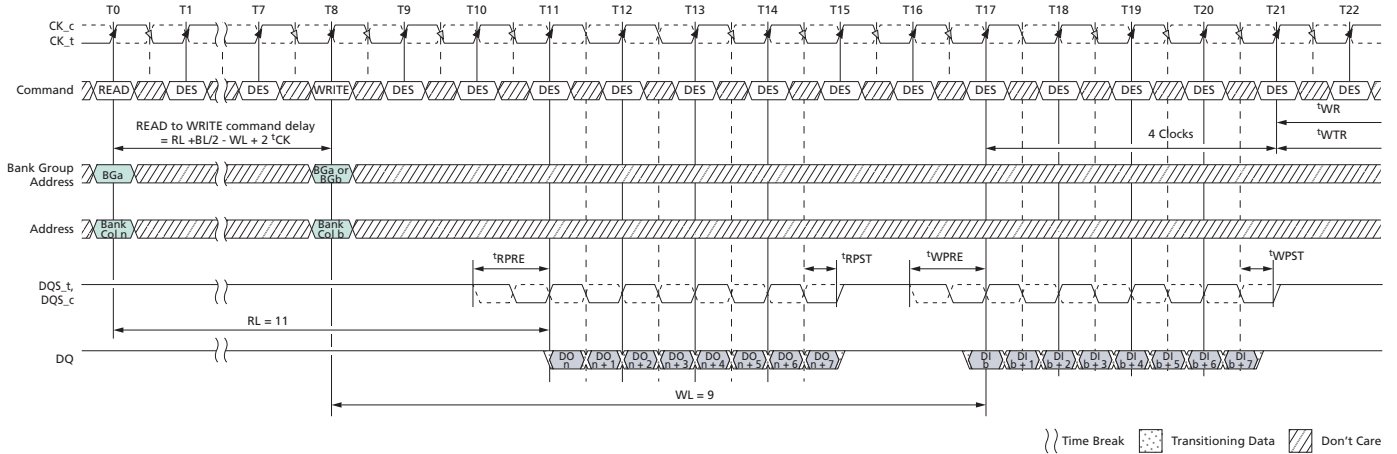 T0 T1 T7 T8 T9 T10 T11 T12 T13 T14 T15 T16 T17 T18 T19 T20 T21 T22
CK_c
CK_t
Command READ DES DES WRITE DES DES DES DES DES DES DES DES DES DES DES DES DES DES
tWR
READ to WRITE command delay
= RL +BL/2 - WL + 2 tCK
4 Clocks
tWTR
Bank Group
Address
BGa
BGa or
BGb
Address
Bank
Col n
Bank
Col b
tRPRE tRPST tWPRE tWPST
DQS_t,
DQS_c
RL = 11
DQ
DO
n
DO
n + 1
DO
n + 2
DO
n + 3
DO
n + 4
DO
n + 5
DO
n + 6
DO
n + 7
DI
b
DI
b + 1
DI
b + 2
DI
b + 3
DI
b + 4
DI
b + 5
DI
b + 6
DI
b + 7
WL = 9
Time Break Transitioning Data Don't Care